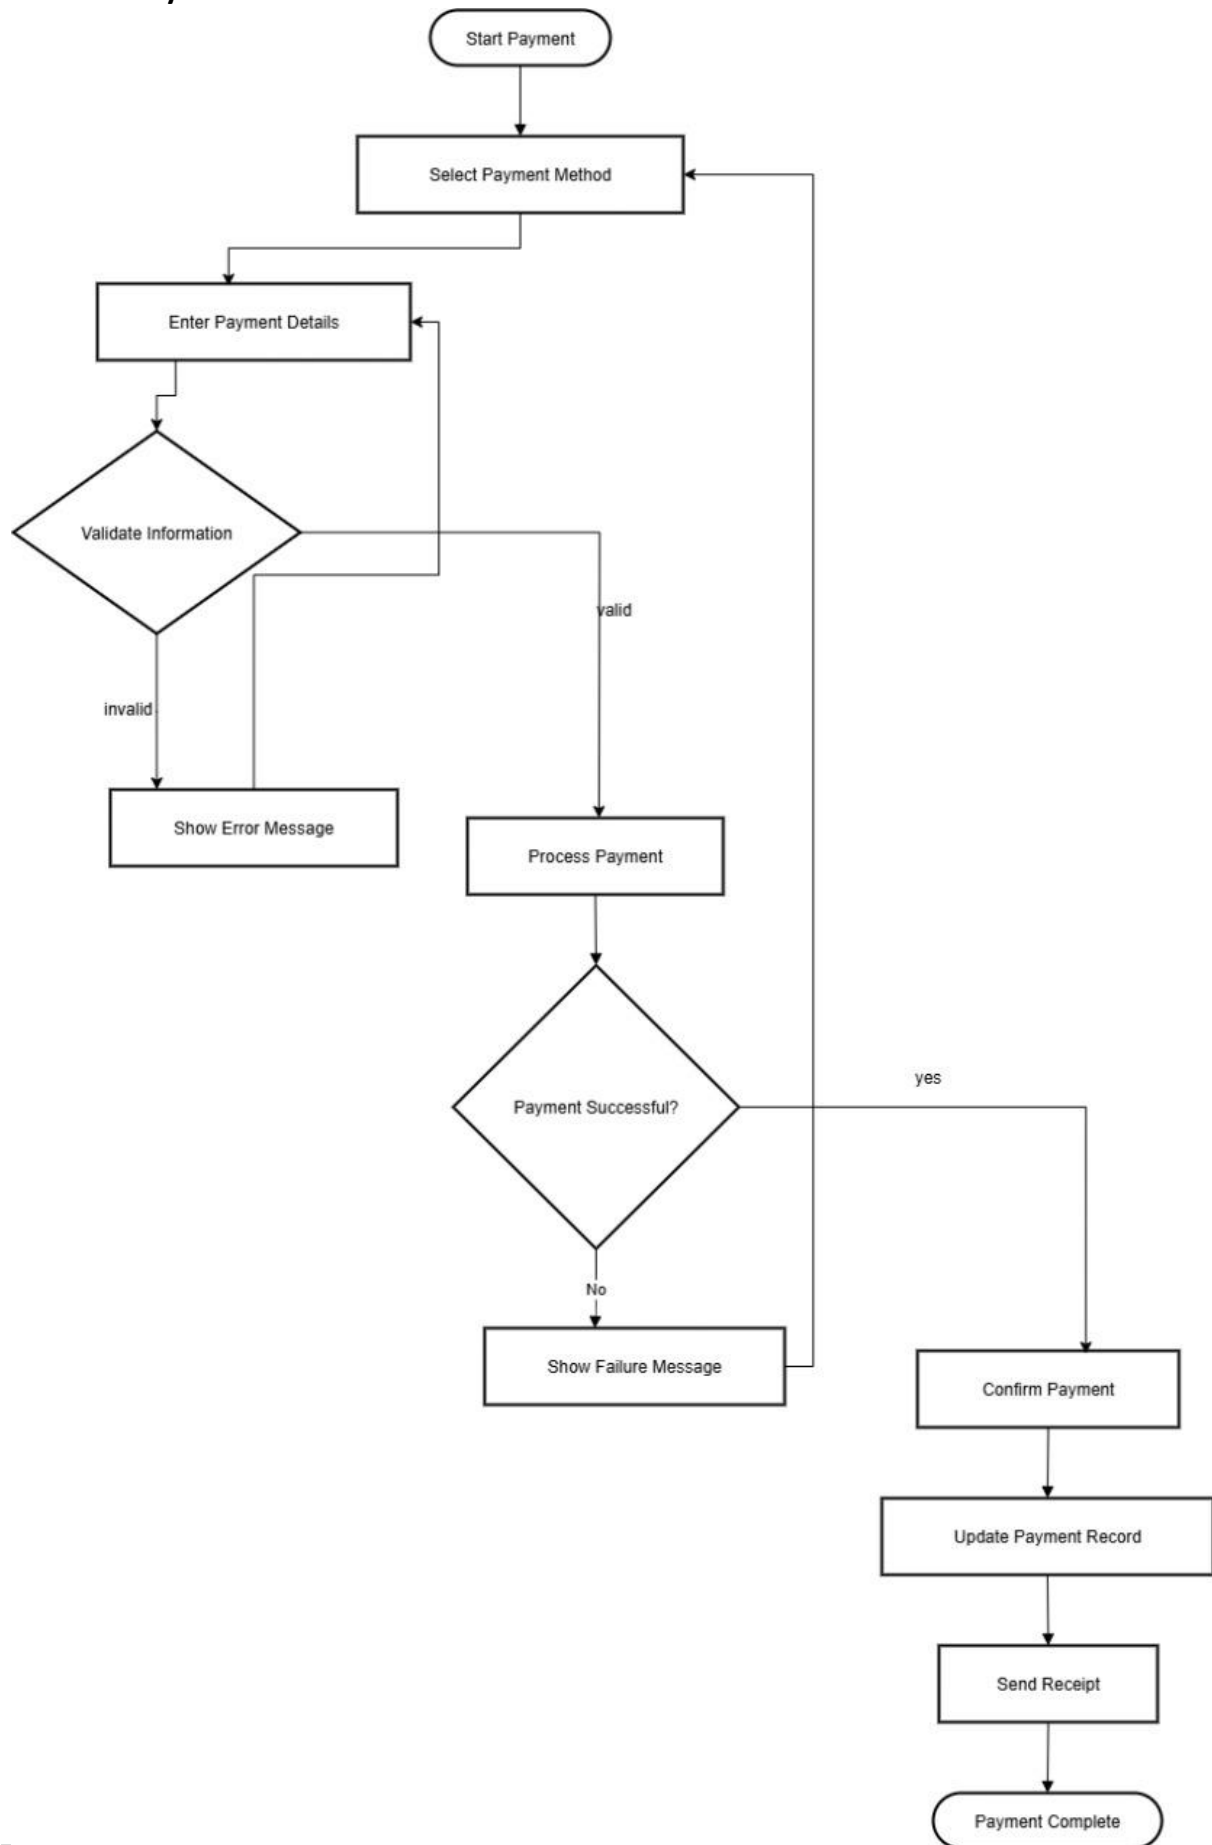 Start Payment
Select Payment Method
Enter Payment Details
Validate Information
valid
invalid
Show Error Message
Process Payment
yes
Payment Successful?
No
Show Failure Message
Confirm Payment
Update Payment Record
Send Receipt
Payment Complete